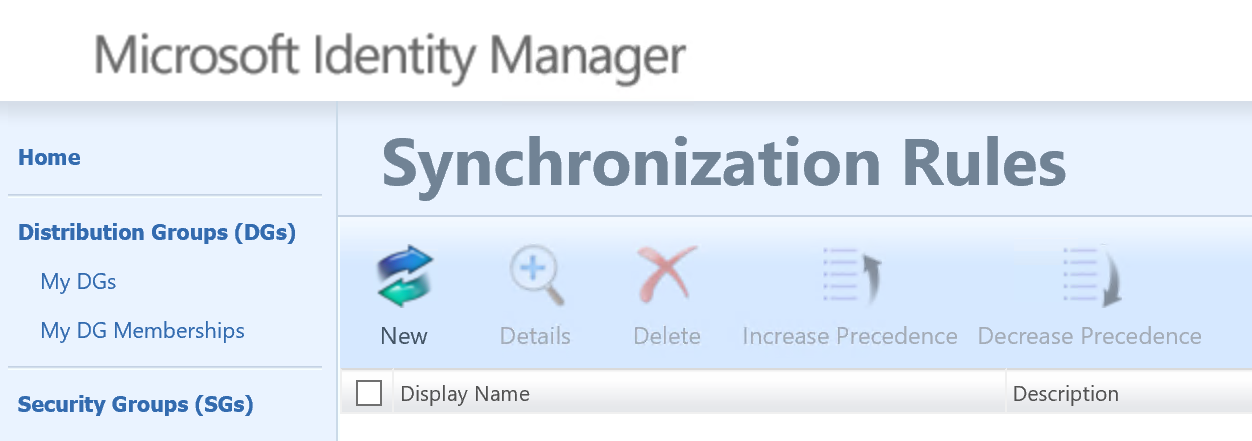 Microsoft Identity Manager
Home
Distribution Groups (DGs)
My DGs
My DG Memberships
Security Groups (SGs)
Synchronization Rules
New Details Delete Increase Precedence Decrease Precedence
Display Name Description